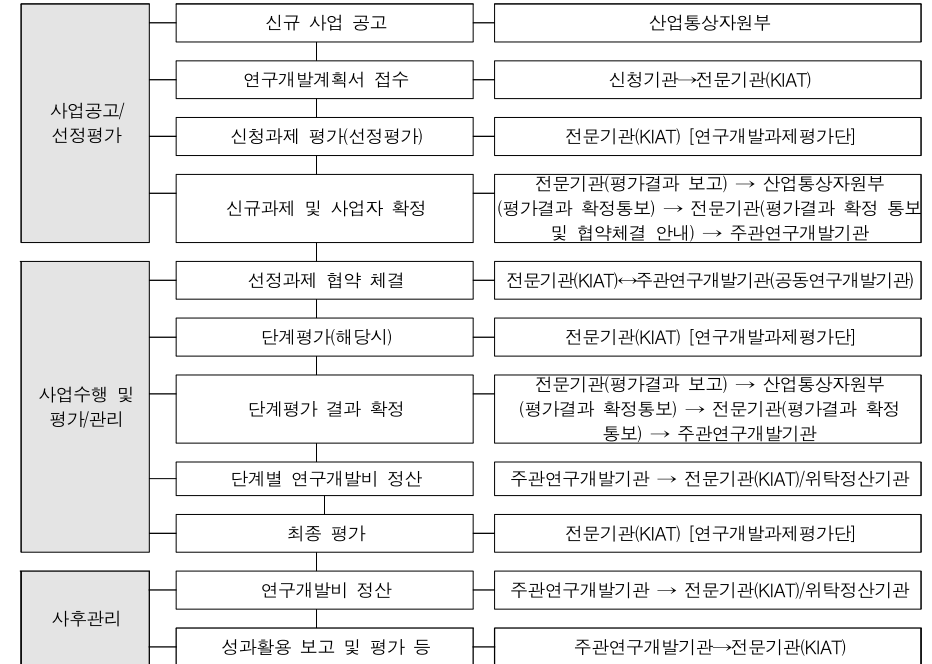 사업공고/
선정평가
신규 사업 공고
산업통상자원부
연구개발계획서 접수
신청기관→전문기관(KIAT)
신청과제 평가(선정평가)
전문기관(KIAT) [연구개발과제평가단]
신규과제 및 사업자 확정
전문기관(평가결과 보고) → 산업통상자원부
(평가결과 확정통보) → 전문기관(평가결과 확정 통보
및 협약체결 안내) → 주관연구개발기관
사업수행 및
평가/관리
선정과제 협약 체결
전문기관(KIAT)↔주관연구개발기관(공동연구개발기관)
단계평가(해당시)
전문기관(KIAT) [연구개발과제평가단]
단계평가 결과 확정
전문기관(평가결과 보고) → 산업통상자원부
(평가결과 확정통보) → 전문기관(평가결과 확정
통보) → 주관연구개발기관
단계별 연구개발비 정산
주관연구개발기관 → 전문기관(KIAT)/위탁정산기관
최종 평가
전문기관(KIAT) [연구개발과제평가단]
사후관리
연구개발비 정산
주관연구개발기관 → 전문기관(KIAT)/위탁정산기관
성과활용 보고 및 평가 등
주관연구개발기관→전문기관(KIAT)